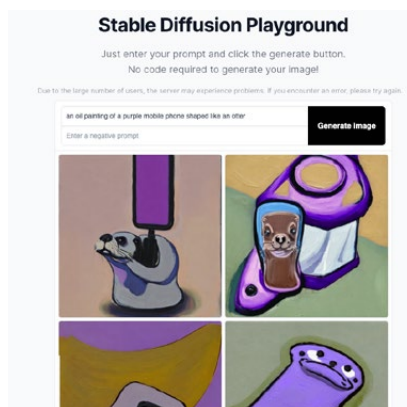 Stable Diffusion Playground
Just enter your prompt and click the generate button.
No code required to generate your image!
Due to the large number of users, the server may experience problems. If you encounter an error, please try again.
an oil painting of a purple mobile phone shaped like an otter
Enter a negative prompt
Generate image